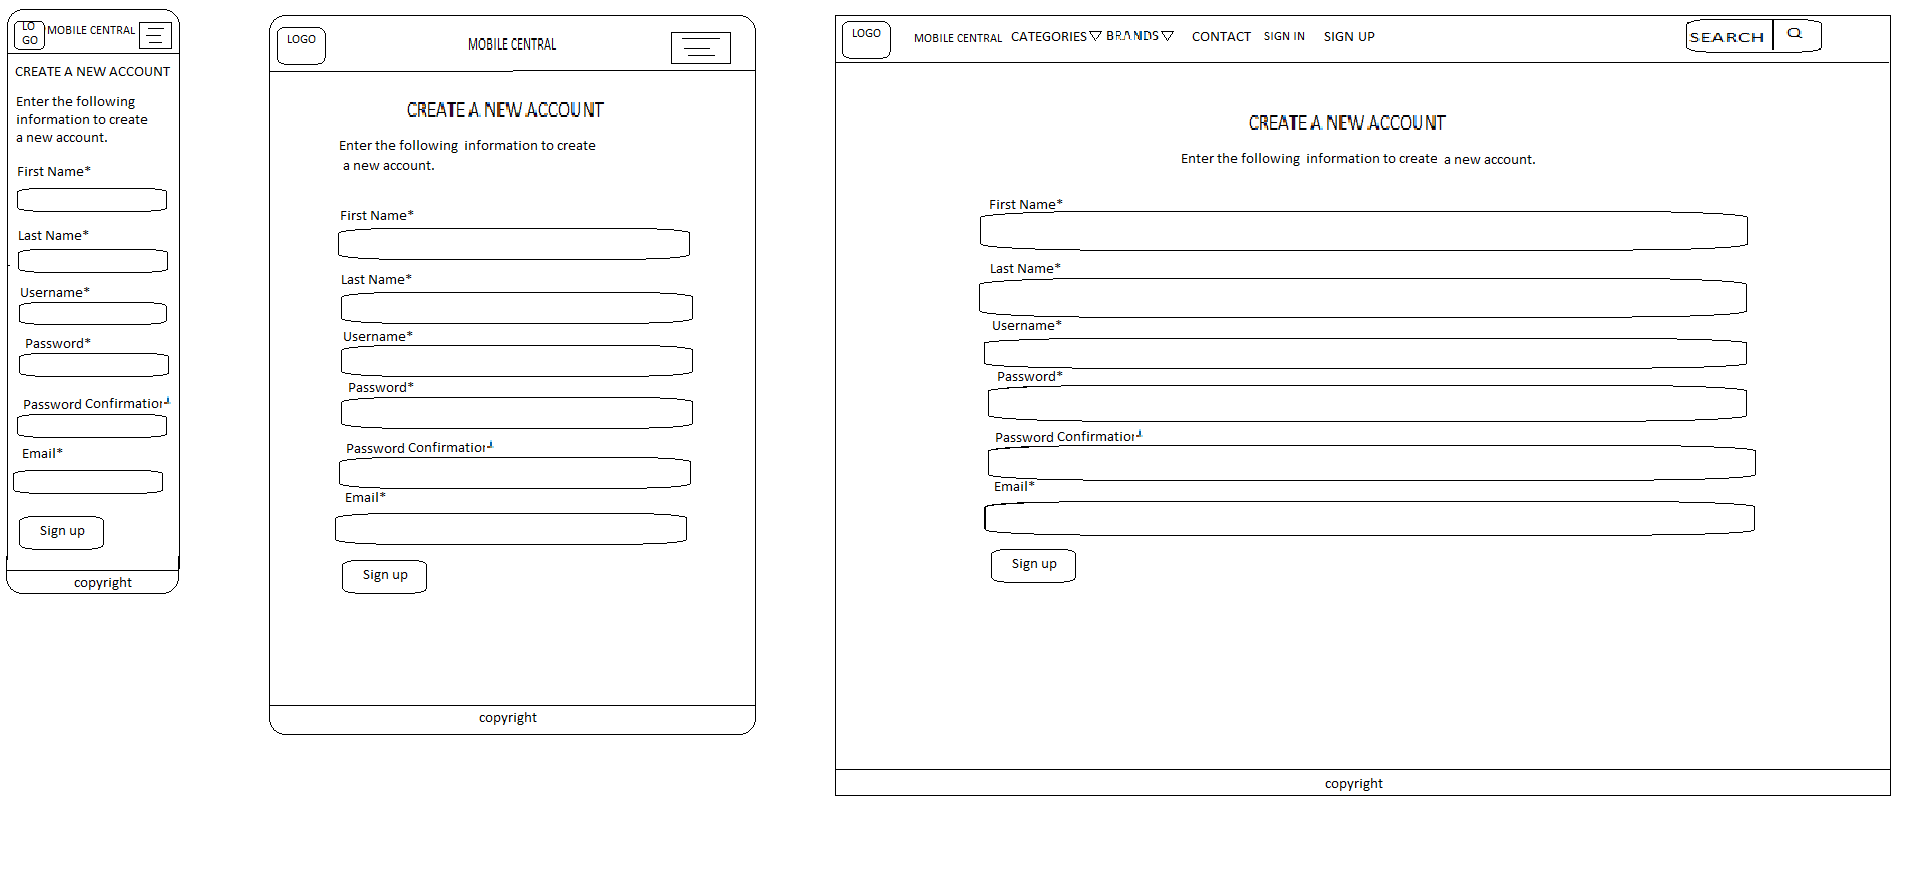 LO
GO
MOBILE CENTRAL
CREATE A NEW ACCOUNT
Enter the following
information to create
a new account.
First Name*
Last Name*
Username*
Password*
Password Confirmation*
Email*
Sign up
copyright
LOGO
MOBILE CENTRAL
CREATE A NEW ACCOUNT
Enter the following information to create
a new account.
First Name*
Last Name*
Username*
Password*
Password Confirmation*
Email*
Sign up
copyright
LOGO MOBILE CENTRAL CATEGORIES BRANDS CONTACT SIGN IN SIGN UP SEARCH
CREATE A NEW ACCOUNT
Enter the following information to create a new account.
First Name*
Last Name*
Username*
Password*
Password Confirmation*
Email*
Sign up
copyright